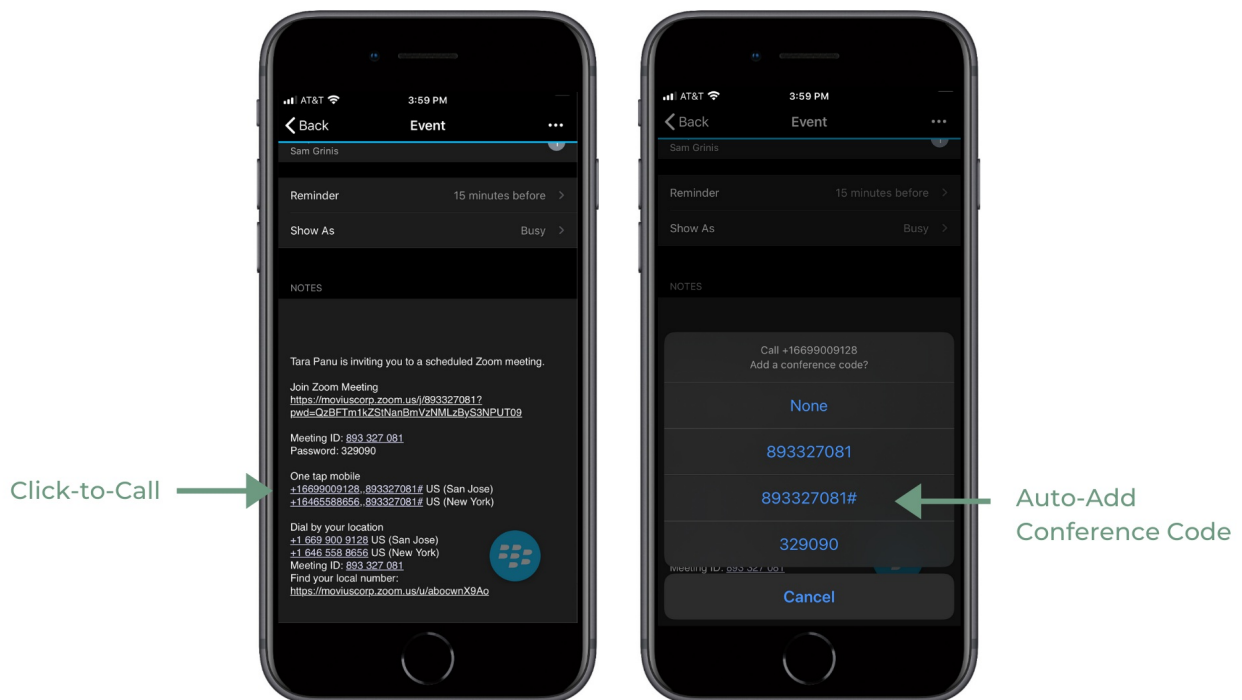 AT&T
3:59 PM
Back
Event
Sam Grinis
Reminder
15 minutes before
Show As
Busy
NOTES
Tara Panu is inviting you to a scheduled Zoom meeting.
Join Zoom Meeting
https://moviuscorp.zoom.us/j/893327081?
pwd=QzBFTm1kZStNanBmVzNMLzByS3NPUT09
Meeting ID: 893 327 081
Password: 329090
One tap mobile
+16699009128,,893327081# US (San Jose)
+16465588656,,893327081# US (New York)
Dial by your location
+1 669 900 9128 US (San Jose)
+1 646 558 8656 US (New York)
Meeting ID: 893 327 081
Find your local number:
https://moviuscorp.zoom.us/u/abocwnX9Ao
Click-to-Call
AT&T
3:59 PM
Back
Event
Sam Grinis
Reminder
15 minutes before
Show As
Busy
NOTES
Call +16699009128
Add a conference code?
None
893327081
893327081#
329090
Meeting ID: 893 327 081
Cancel
Auto-Add
Conference Code